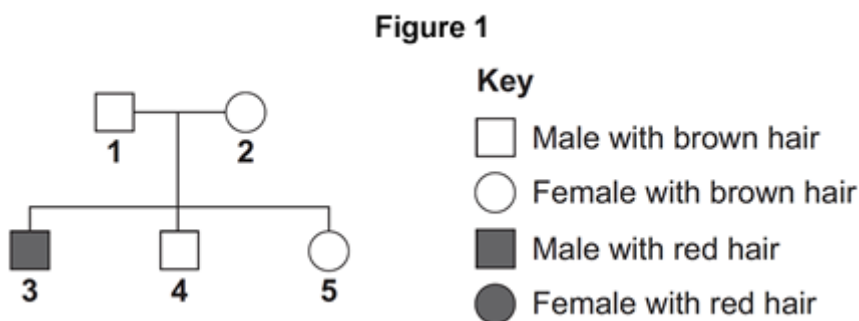 Figure 1
1
2
3
4
5
Key
Male with brown hair
Female with brown hair
Male with red hair
Female with red hair